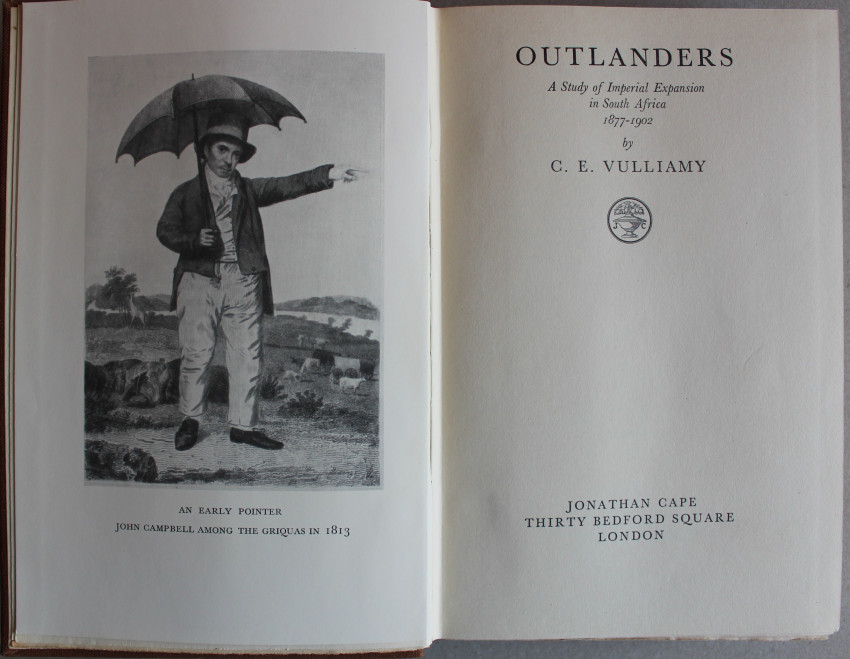 AN EARLY POINTER
JOHN CAMPBELL AMONG THE GRIQUAS IN 1813
OUTLANDERS
A Study of Imperial Expansion
in South Africa
1877-1902
by
C. E. VULLIAMY
J C
JONATHAN CAPE
THIRTY BEDFORD SQUARE
LONDON